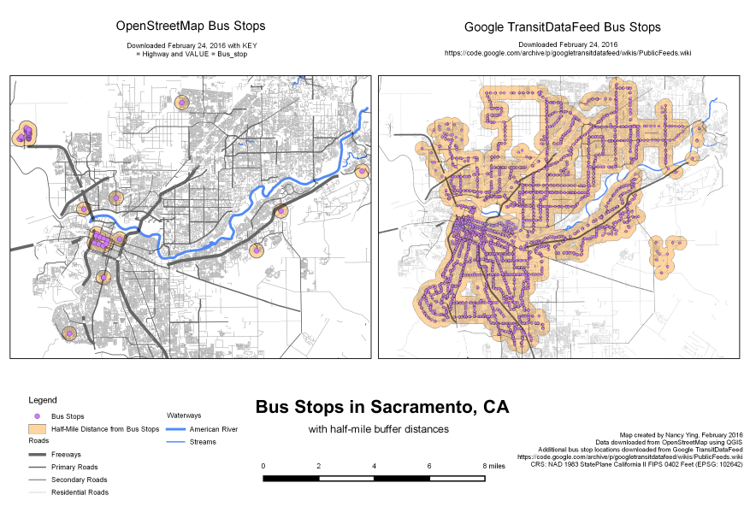 OpenStreetMap Bus Stops
Downloaded February 24, 2016 with KEY
= Highway and VALUE = Bus_stop
Google TransitDataFeed Bus Stops
Downloaded February 24, 2016
https://code.google.com/archive/p/googletransitdatafeed/wikis/PublicFeeds.wiki
Legend
Bus Stops
Half-Mile Distance from Bus Stops
Roads
Freeways
Primary Roads
Secondary Roads
Residential Roads
Waterways
American River
Streams
Bus Stops in Sacramento, CA
with half-mile buffer distances
0 2 4 6 8 miles
Map created by Nancy Ying, February 2016
Data downloaded from OpenStreetMap using QGIS
Additional bus stop locations downloaded from Google TransitDataFeed
https://code.google.com/archive/p/googletransitdatafeed/wikis/PublicFeeds.wiki
CRS: NAD 1983 StatePlane California II FIPS 0402 Feet (EPSG: 102642)